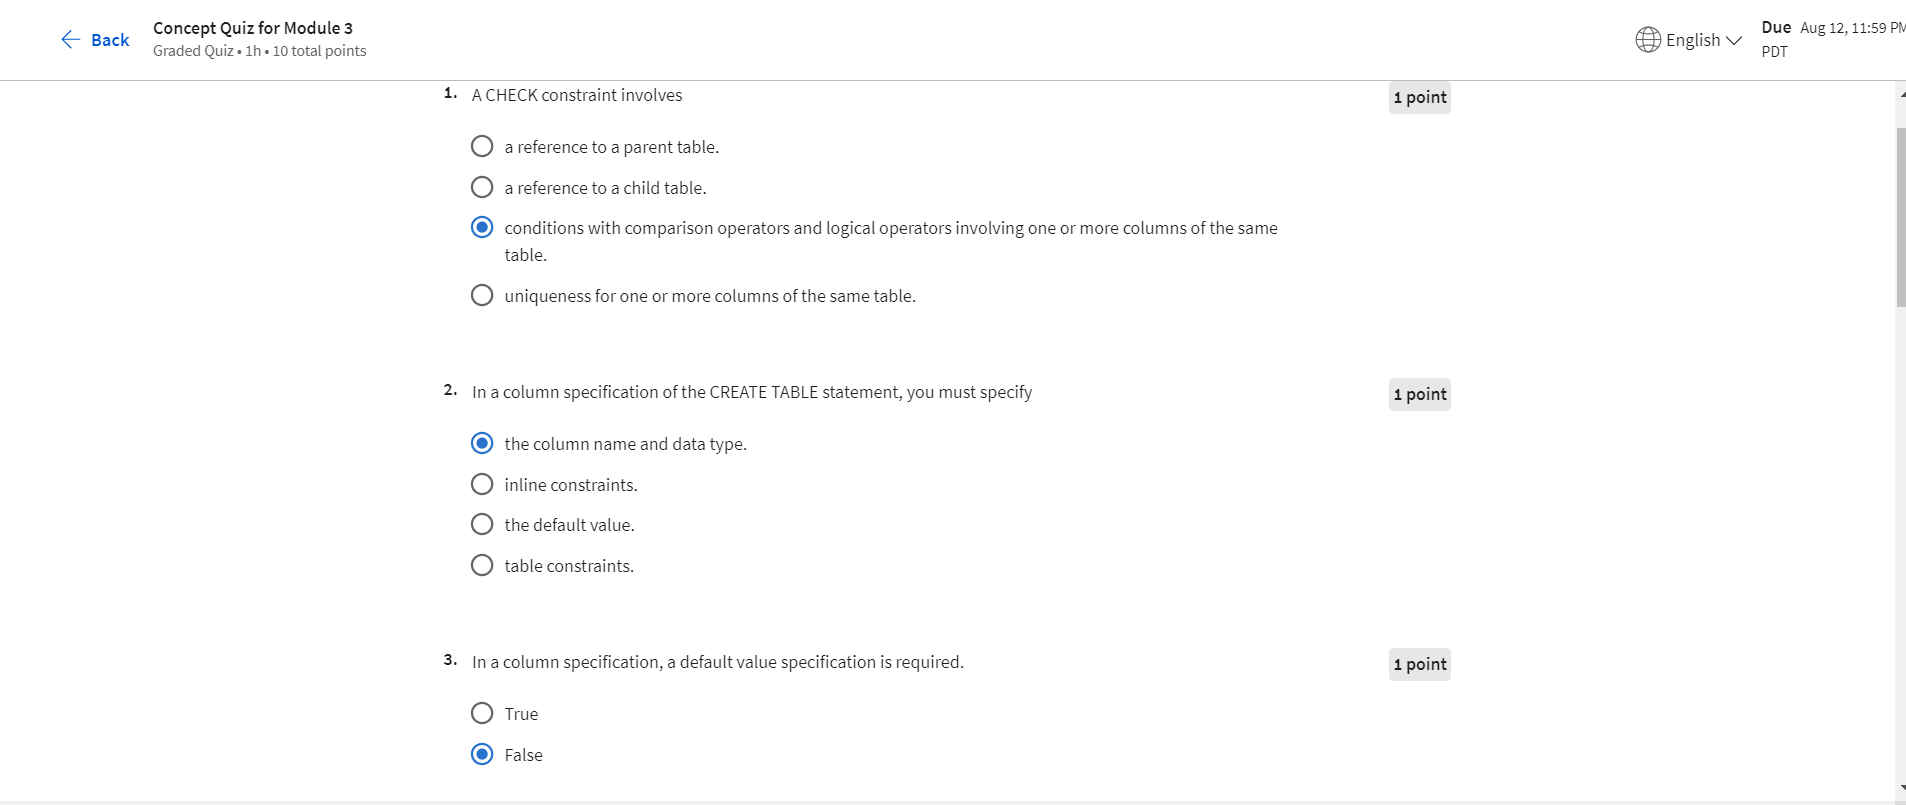 Back
Concept Quiz for Module 3
Graded Quiz • 1h • 10 total points
English
Due Aug 12, 11:59 PM
PDT
1. A CHECK constraint involves
1 point
a reference to a parent table.
a reference to a child table.
conditions with comparison operators and logical operators involving one or more columns of the same
table.
uniqueness for one or more columns of the same table.
2. In a column specification of the CREATE TABLE statement, you must specify
1 point
the column name and data type.
inline constraints.
the default value.
table constraints.
3. In a column specification, a default value specification is required.
1 point
True
False